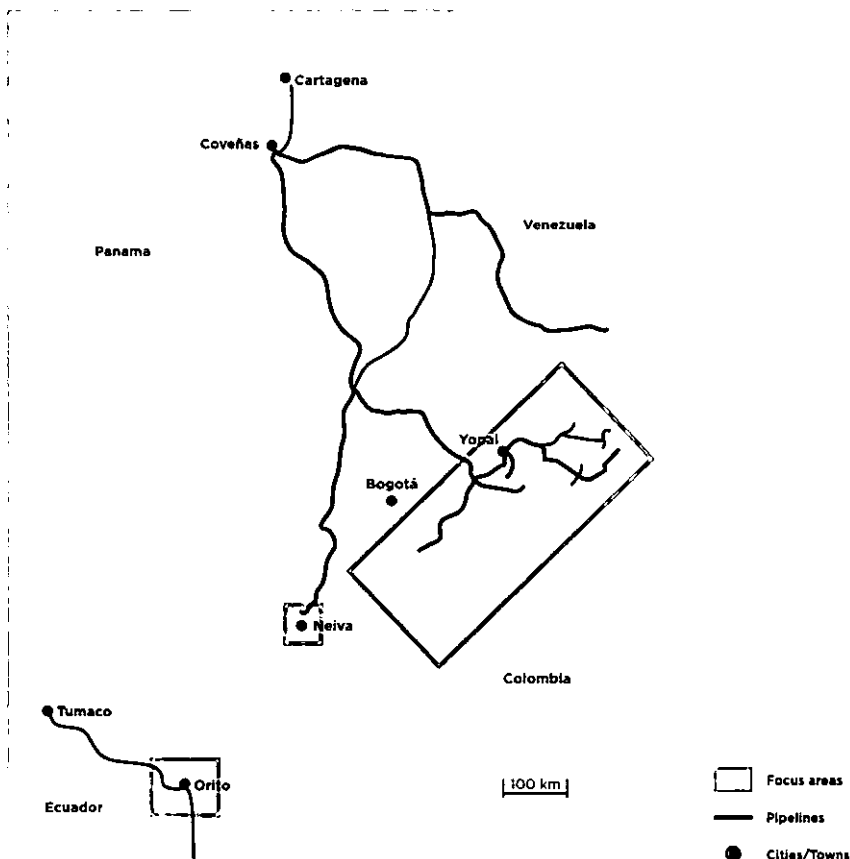 Cartagena
Coveñas
Venezuela
Panama
Yopal
Bogotá
Neiva
Colombia
Tumaco
Orito
100 km
Focus areas
Ecuador
Pipelines
Cities/Towns